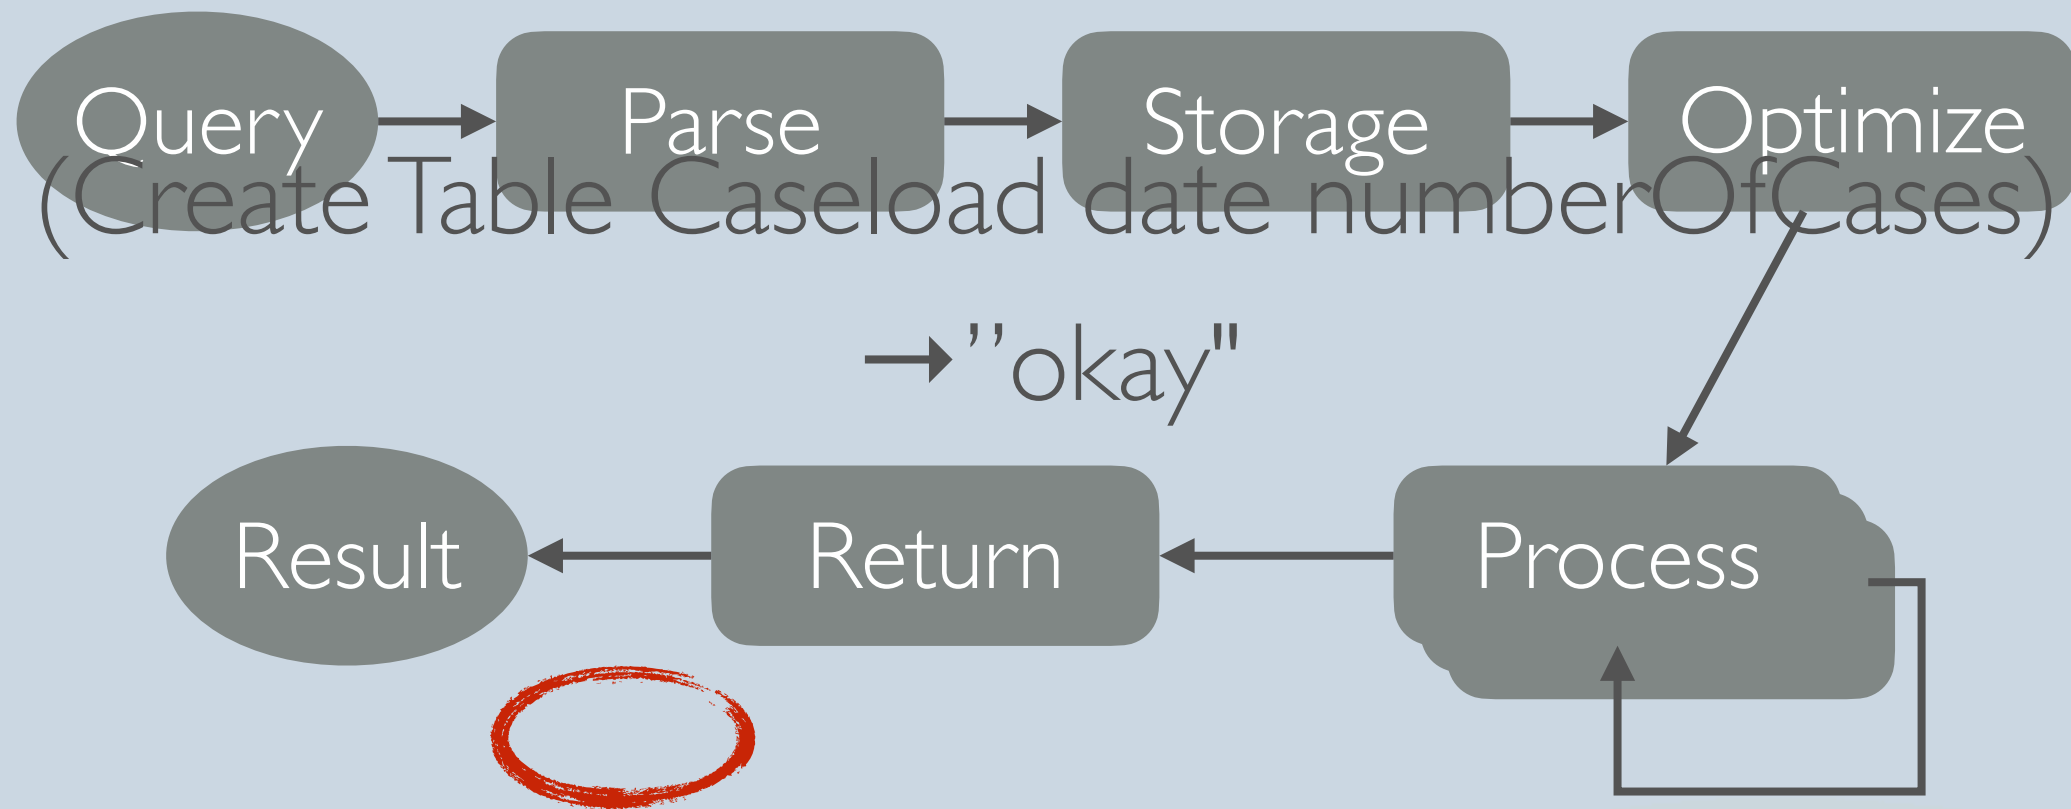 Query Parse Storage Optimize
(Create Table Caseload date numberOfCases)
→’’okay"
Result Return Process